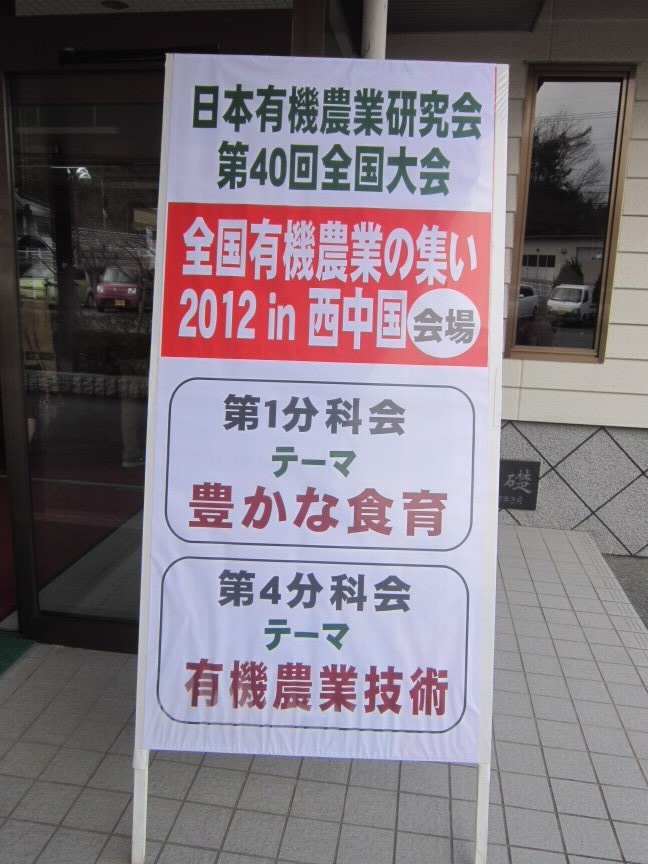 日本有機農業研究会
第40回全国大会
全国有機農業の集い
2012 in 西中国 会場
第1分科会
テーマ
豊かな食育
第4分科会
テーマ
有機農業技術
礎